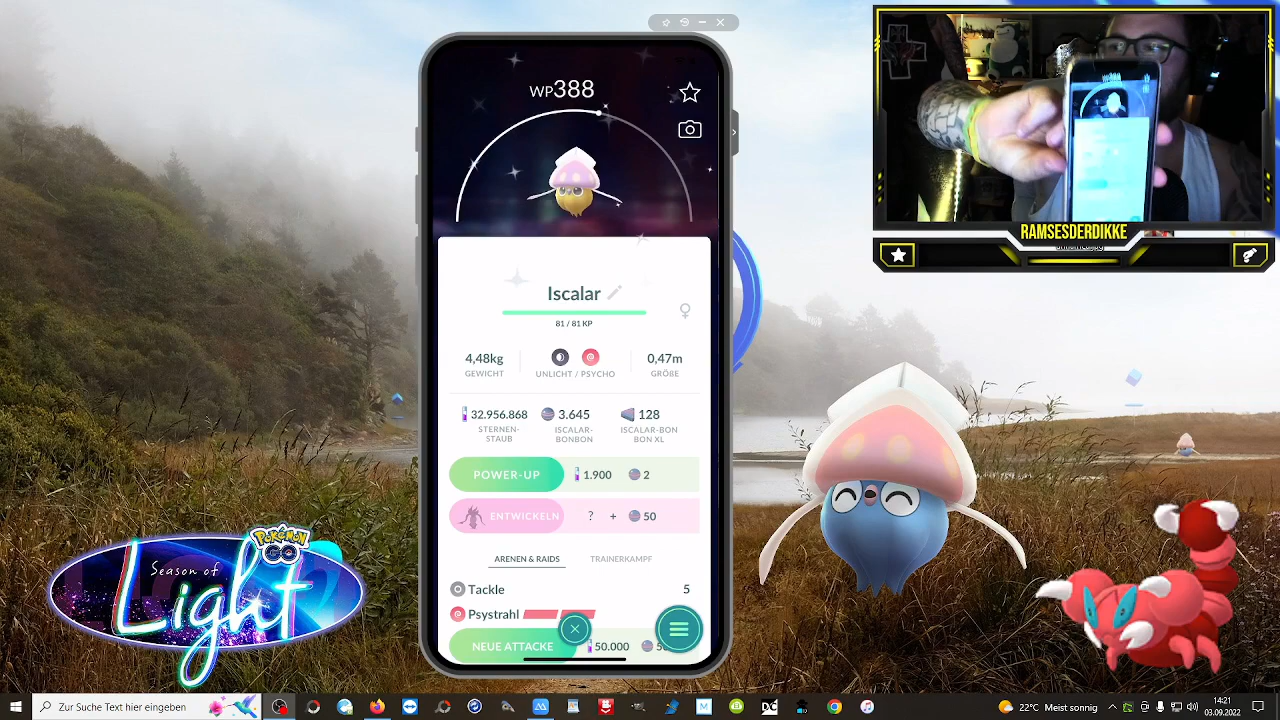 WP388
Iscalar
81 / 81 KP
4,48kg
GEWICHT
UNLICHT / PSYCHO
0,47m
GRÖßE
32.956.868
STERNEN-
STAUB
3.645
ISCALAR-
BONBON
128
ISCALAR-BON
BON XL
POWER-UP
1.900
2
ENTWICKELN
? + 50
ARENEN & RAIDS
TRAINERKAMPF
Tackle
5
Psystrahl
NEUE ATTACKE
50.000
RAMSESDERDIKKE
POKÉMON
GO
Season of
Light
Zur Suche Text hier eingeben
22°C Meist sonnig
14:21
03.09.2022